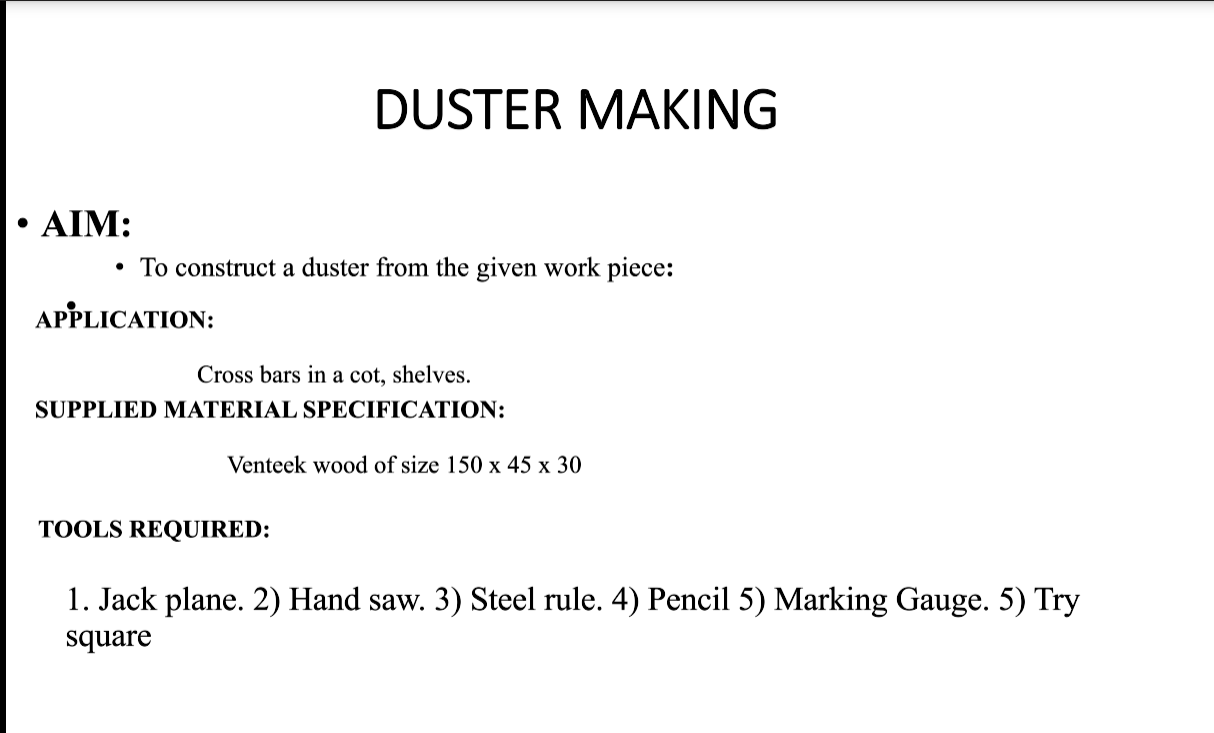 DUSTER MAKING
• AIM:
• To construct a duster from the given work piece:
•
APPLICATION:
Cross bars in a cot, shelves.
SUPPLIED MATERIAL SPECIFICATION:
Venteek wood of size 150 x 45 x 30
TOOLS REQUIRED:
1. Jack plane. 2) Hand saw. 3) Steel rule. 4) Pencil 5) Marking Gauge. 5) Try
square